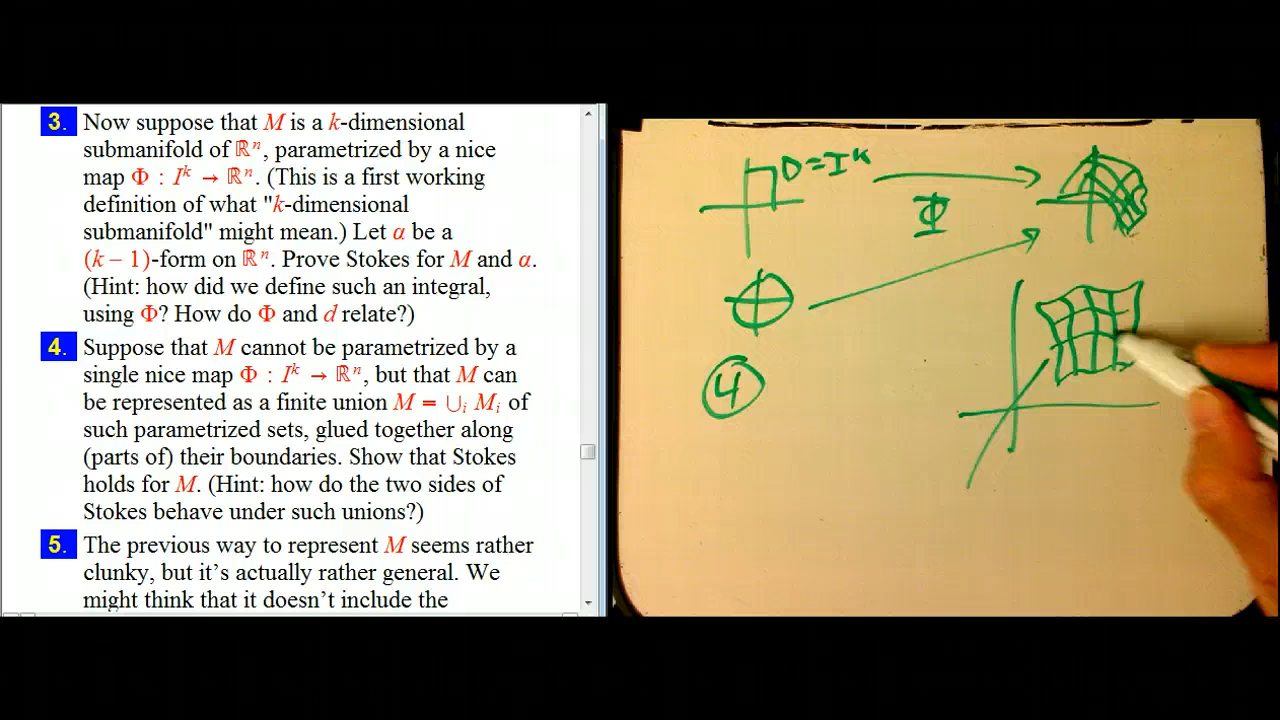 3. Now suppose that M is a k-dimensional
submanifold of ℝⁿ, parametrized by a nice
map Φ : Iᵏ → ℝⁿ. (This is a first working
definition of what "k-dimensional
submanifold" might mean.) Let α be a
(k − 1)-form on ℝⁿ. Prove Stokes for M and α.
(Hint: how did we define such an integral,
using Φ? How do Φ and d relate?)
4. Suppose that M cannot be parametrized by a
single nice map Φ : Iᵏ → ℝⁿ, but that M can
be represented as a finite union M = ∪ᵢ Mᵢ of
such parametrized sets, glued together along
(parts of) their boundaries. Show that Stokes
holds for M. (Hint: how do the two sides of
Stokes behave under such unions?)
5. The previous way to represent M seems rather
clunky, but it’s actually rather general. We
might think that it doesn’t include the
D=Iᵏ
Φ
4